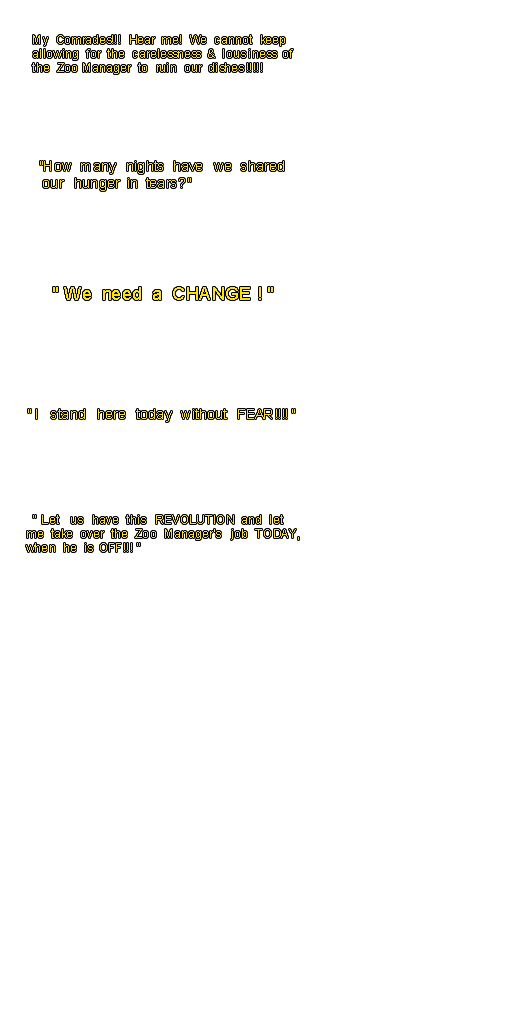 My Comrades!!! Hear me! We cannot keep
allowing for the carelessness & lousiness of
the Zoo Manager to ruin our dishes!!!!!
"How many nights have we shared
our hunger in tears?"
" We need a CHANGE ! "
" I stand here today without FEAR!!!! "
" Let us have this REVOLUTION and let
me take over the Zoo Manager's job TODAY,
when he is OFF!!! "